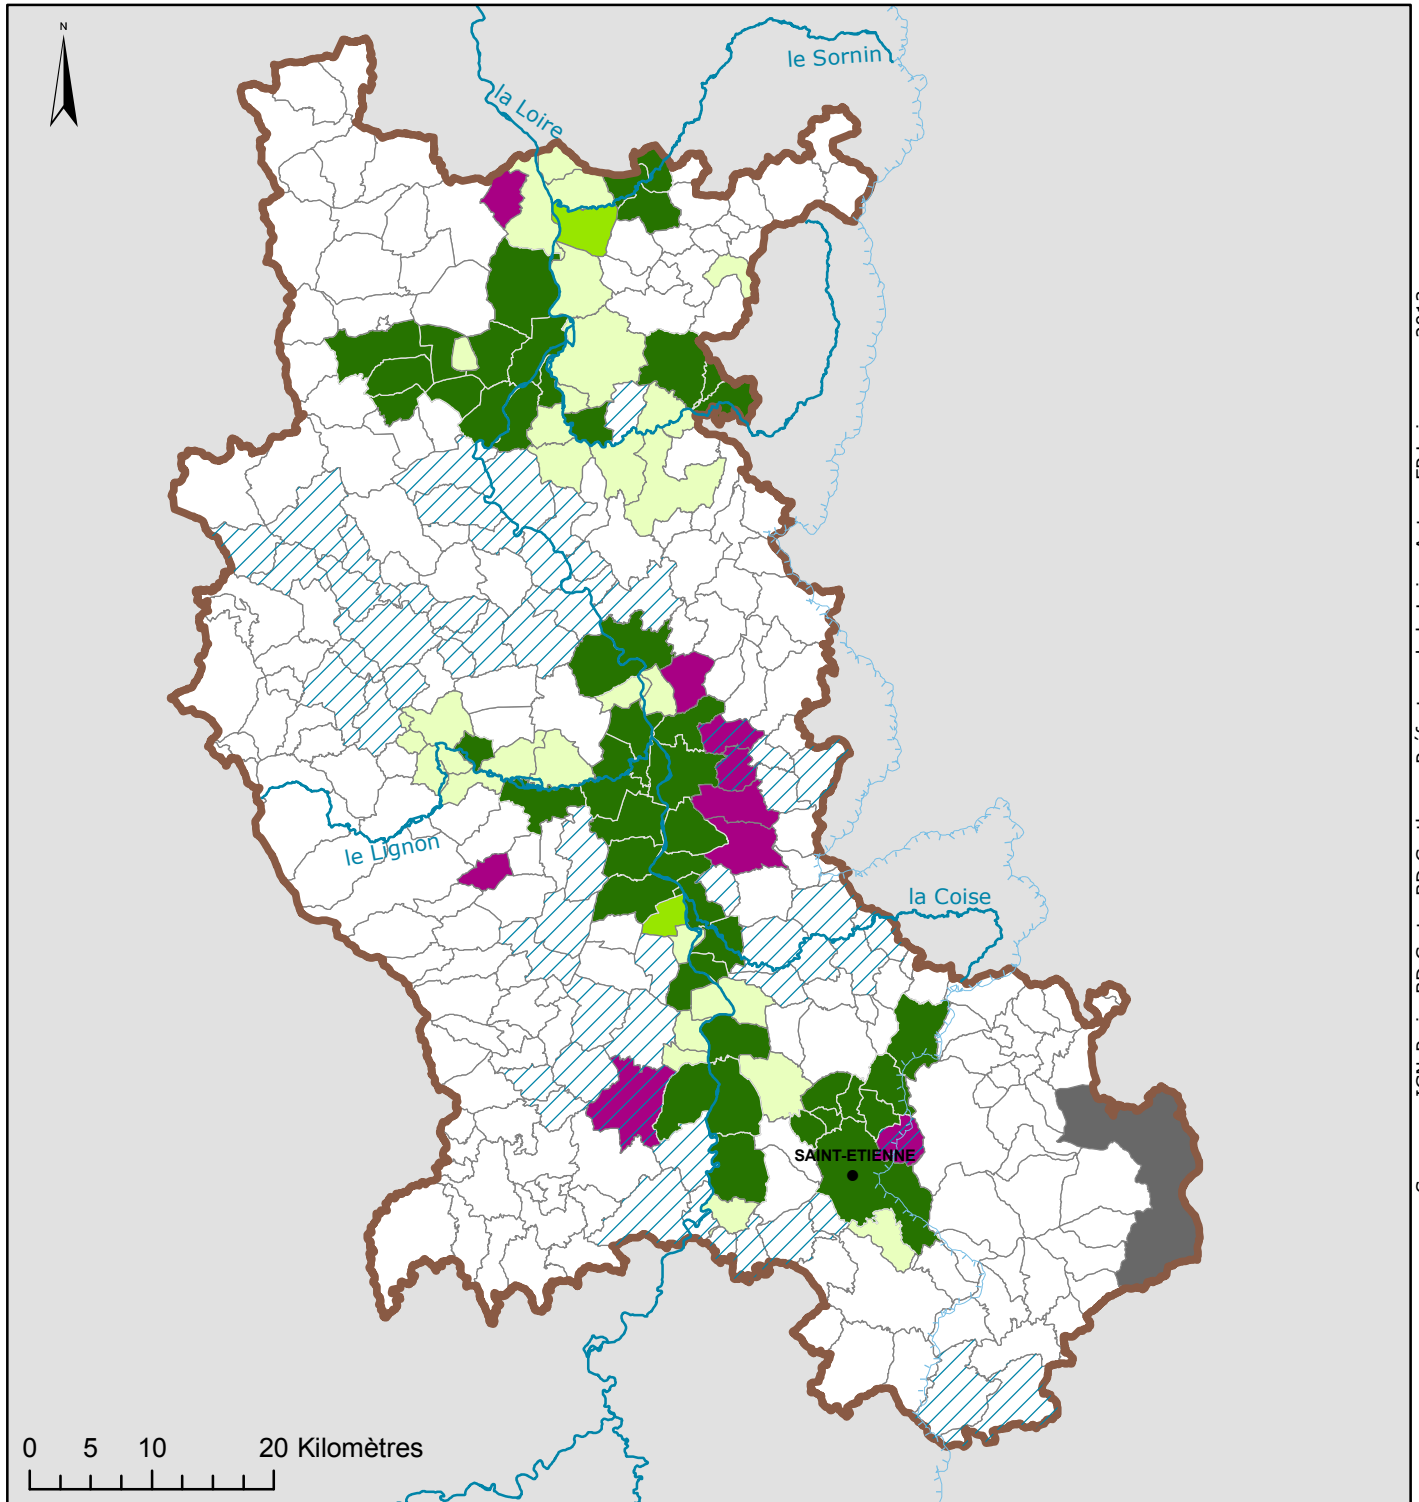 N
le Sornin
la Loire
le Lignon
la Coise
SAINT-ETIENNE
0 5 10 20 Kilomètres